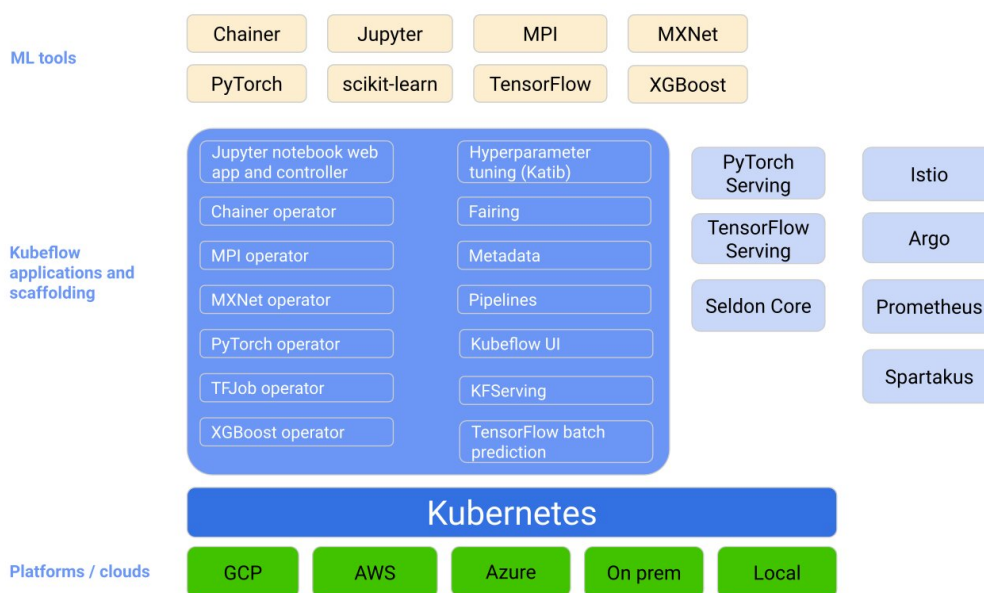 ML tools
Chainer
Jupyter
MPI
MXNet
PyTorch
scikit-learn
TensorFlow
XGBoost
Kubeflow
applications and
scaffolding
Jupyter notebook web
app and controller
Chainer operator
MPI operator
MXNet operator
PyTorch operator
TFJob operator
XGBoost operator
Hyperparameter
tuning (Katib)
Fairing
Metadata
Pipelines
Kubeflow UI
KFServing
TensorFlow batch
prediction
PyTorch
Serving
TensorFlow
Serving
Seldon Core
Istio
Argo
Prometheus
Spartakus
Kubernetes
Platforms / clouds
GCP
AWS
Azure
On prem
Local